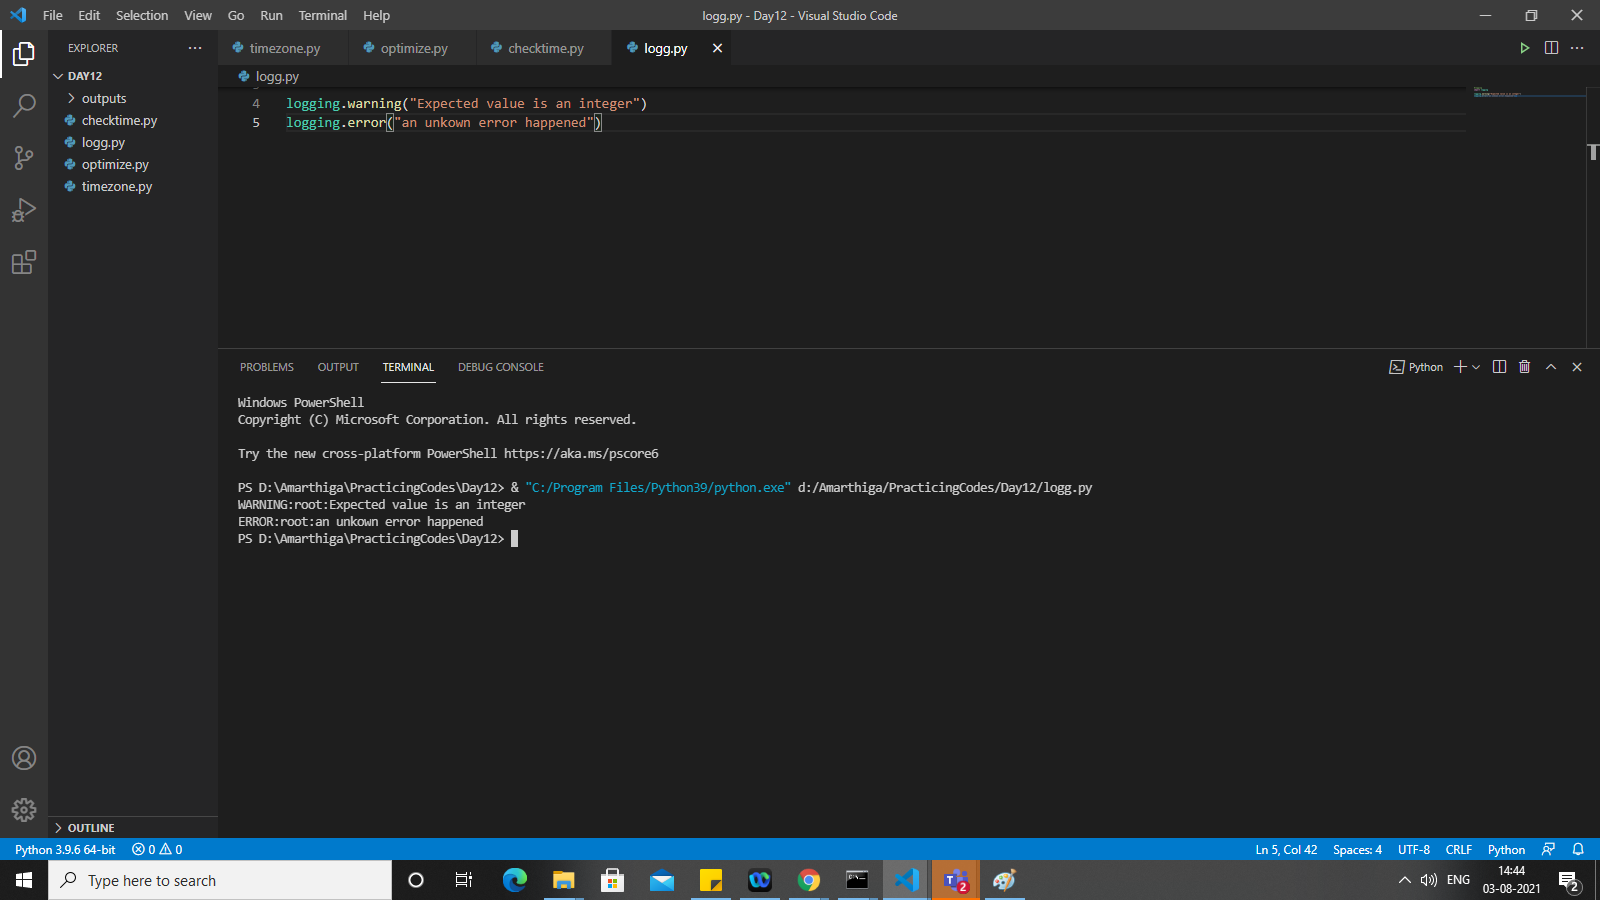 File Edit Selection View Go Run Terminal Help
logg.py - Day12 - Visual Studio Code
EXPLORER
DAY12
outputs
checktime.py
logg.py
optimize.py
timezone.py
OUTLINE
timezone.py optimize.py checktime.py logg.py
logg.py
4 logging.warning("Expected value is an integer")
5 logging.error("an unkown error happened")
PROBLEMS OUTPUT TERMINAL DEBUG CONSOLE
Python
Windows PowerShell
Copyright (C) Microsoft Corporation. All rights reserved.
Try the new cross-platform PowerShell https://aka.ms/pscore6
PS D:\Amarthiga\PracticingCodes\Day12> & "C:/Program Files/Python39/python.exe" d:/Amarthiga/PracticingCodes/Day12/logg.py
WARNING:root:Expected value is an integer
ERROR:root:an unkown error happened
PS D:\Amarthiga\PracticingCodes\Day12>
Python 3.9.6 64-bit 0 0 Ln 5, Col 42 Spaces: 4 UTF-8 CRLF Python
Type here to search
2
ENG
14:44
03-08-2021
2